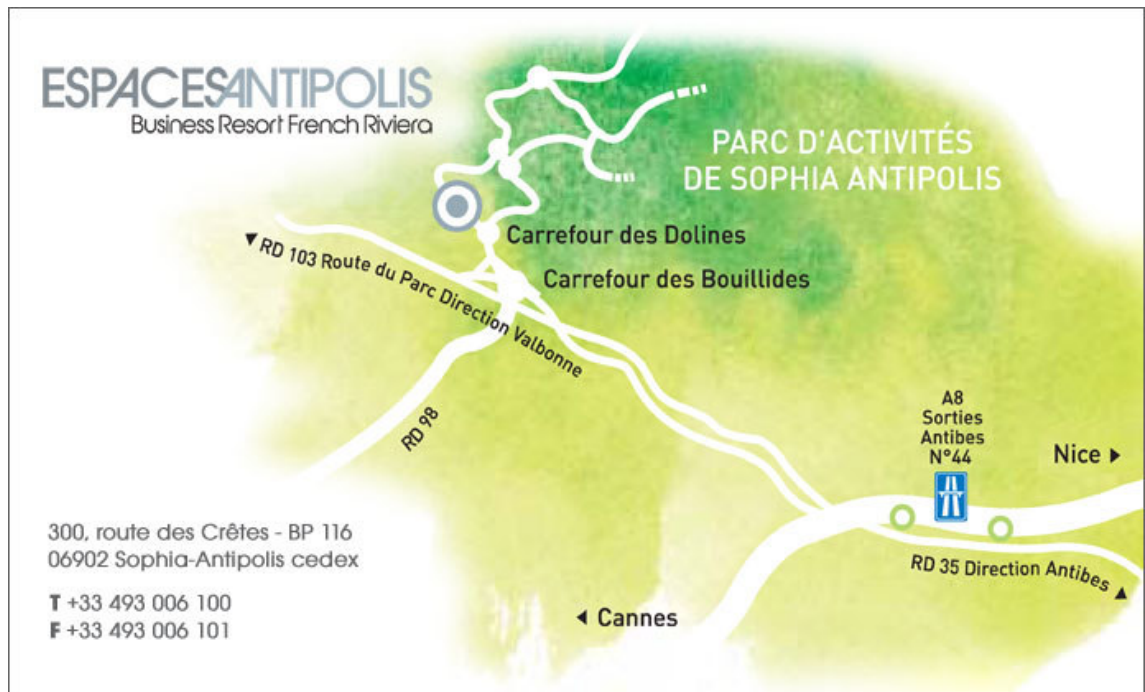 ESPACESANTIPOLIS
Business Resort French Riviera
PARC D'ACTIVITÉS
DE SOPHIA ANTIPOLIS
Carrefour des Dolines
RD 103 Route du Parc Direction Valbonne
Carrefour des Bouillides
RD 98
A8
Sorties
Antibes
N°44
Nice
RD 35 Direction Antibes
Cannes
300, route des Crêtes - BP 116
06902 Sophia-Antipolis cedex
T +33 493 006 100
F +33 493 006 101